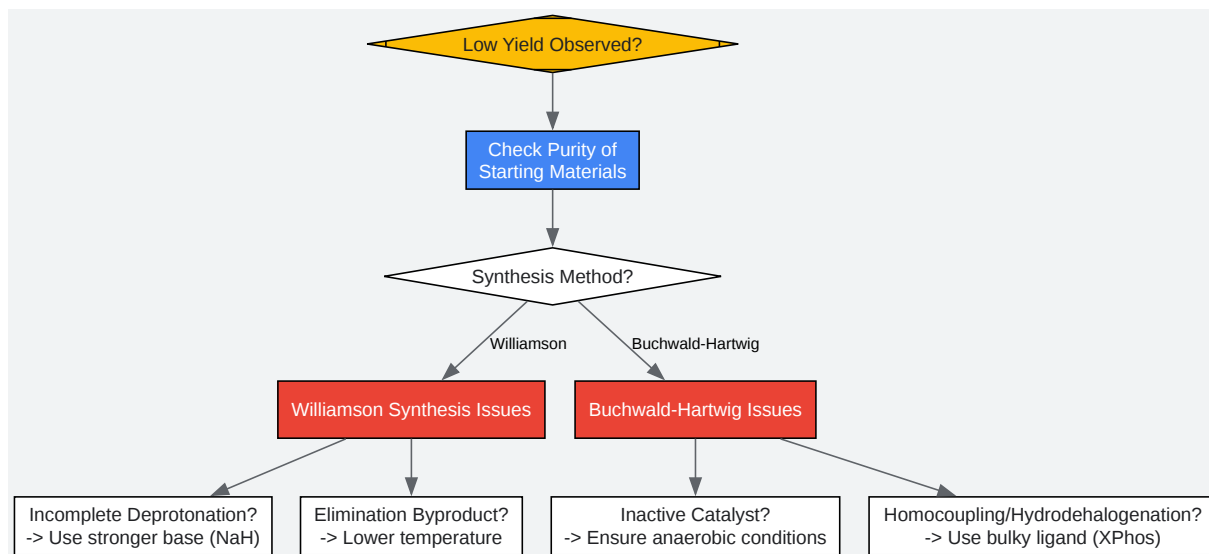 Low Yield Observed?
Check Purity of
Starting Materials
Synthesis Method?
Williamson
Buchwald-Hartwig
Williamson Synthesis Issues
Buchwald-Hartwig Issues
Incomplete Deprotonation?
-> Use stronger base (NaH)
Elimination Byproduct?
-> Lower temperature
Inactive Catalyst?
-> Ensure anaerobic conditions
Homocoupling/Hydrodehalogenation?
-> Use bulky ligand (XPhos)